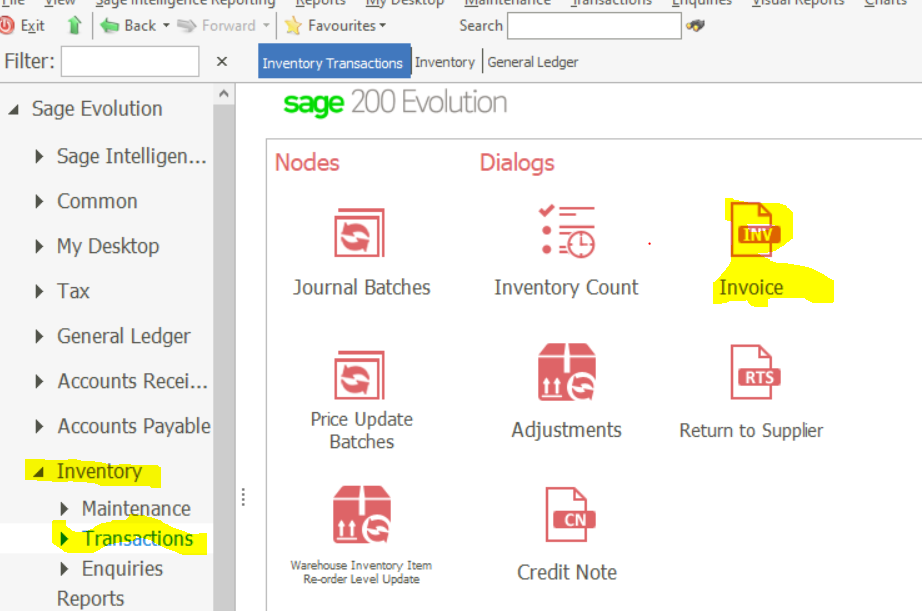 File View Sage Intelligence Reporting Reports My Desktop Maintenance Transactions Enquiries Visual Reports Charts
Exit Back Forward Favourites Search
Filter: × Inventory Transactions Inventory General Ledger
Sage Evolution
Sage Intelligen...
Common
My Desktop
Tax
General Ledger
Accounts Recei...
Accounts Payable
Inventory
Maintenance
Transactions
Enquiries
Reports
sage 200 Evolution
Nodes Dialogs
INV
Journal Batches Inventory Count Invoice
RTS
Price Update
Batches
Adjustments Return to Supplier
CN
Warehouse Inventory Item
Re-order Level Update
Credit Note